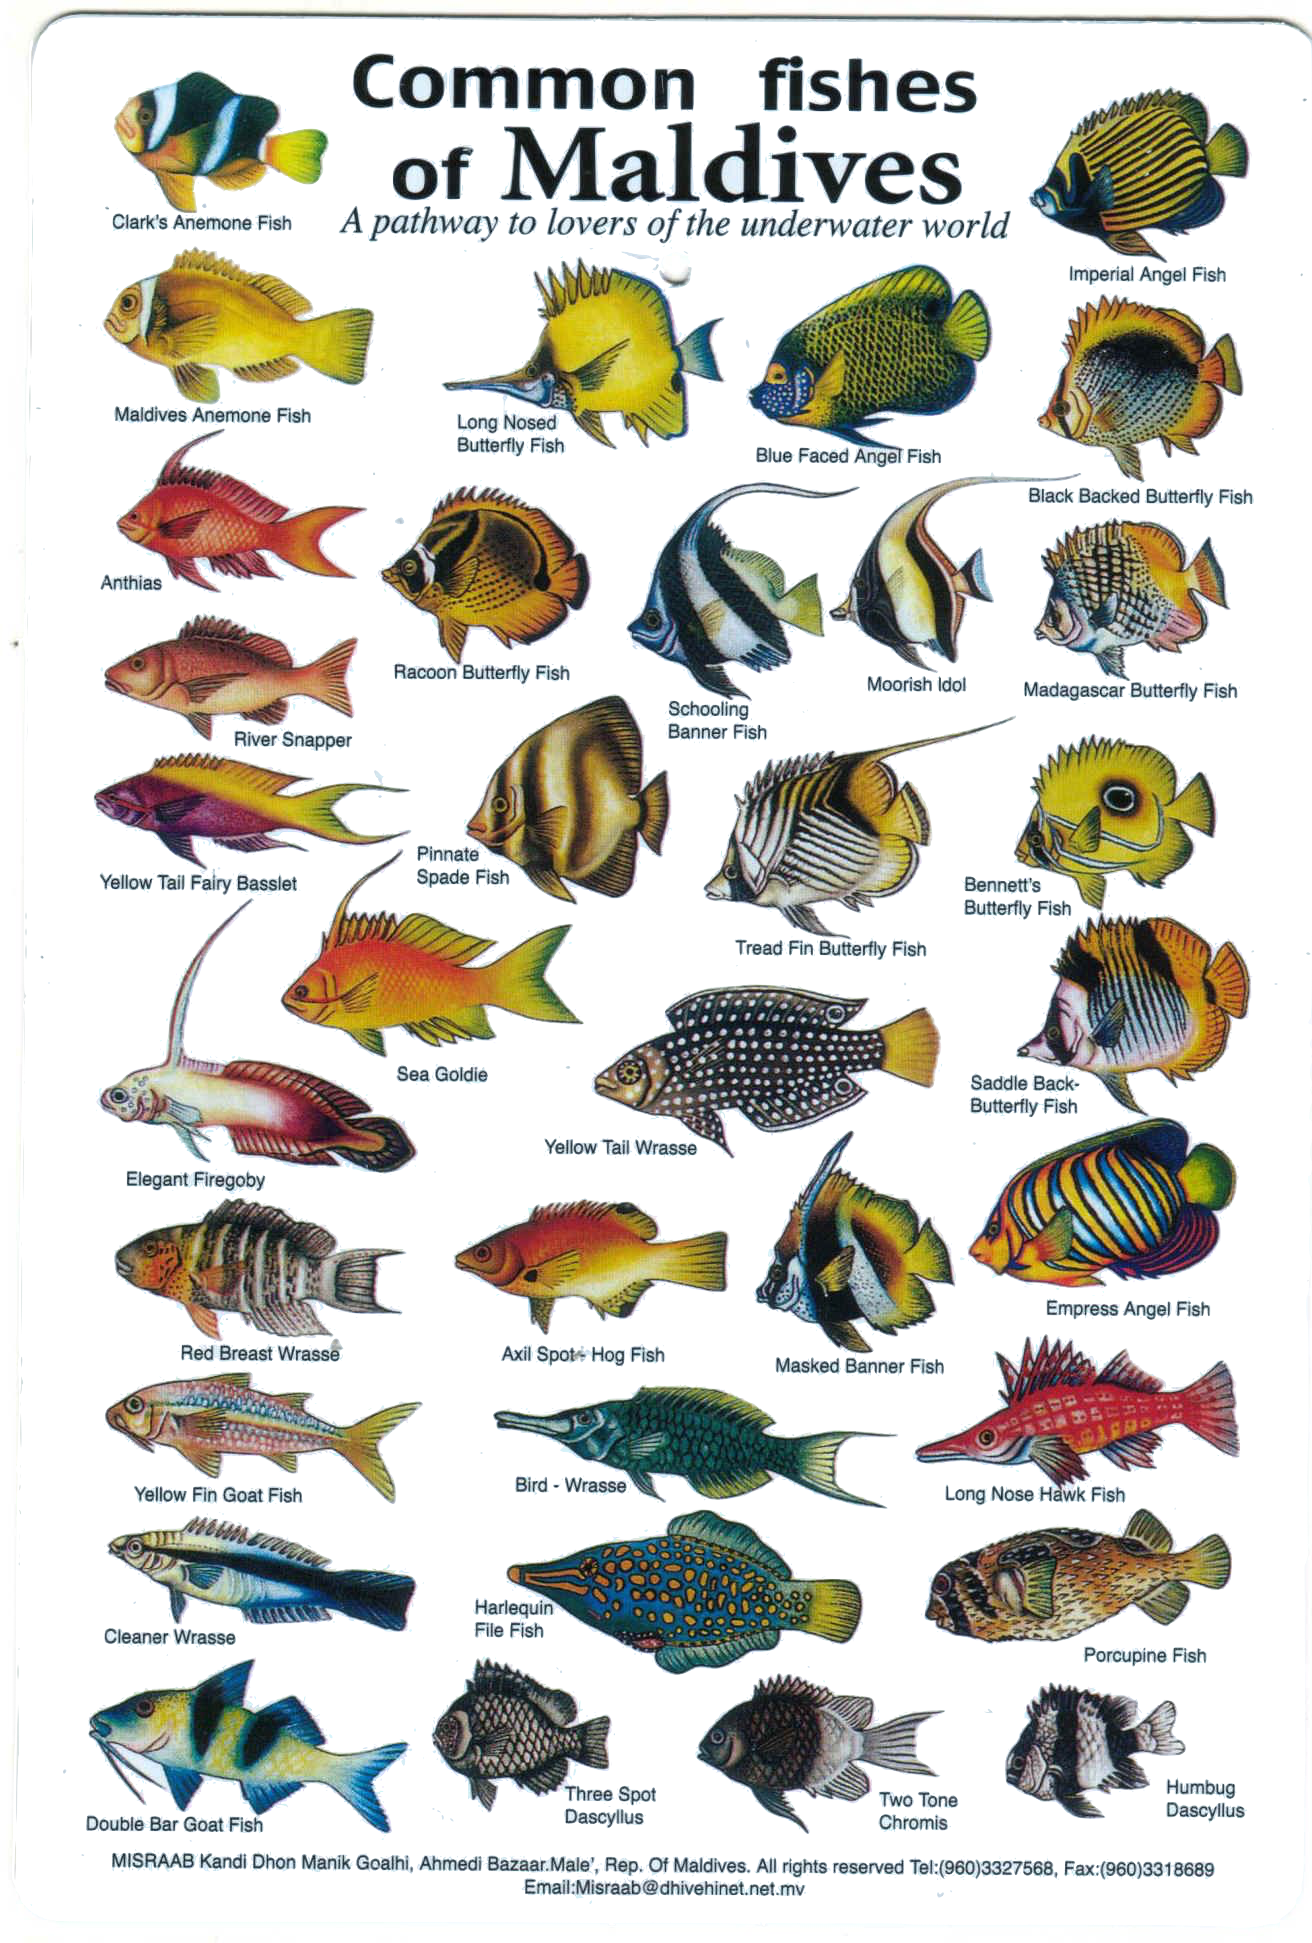 Common fishes
of Maldives
A pathway to lovers of the underwater world
Clark's Anemone Fish
Imperial Angel Fish
Maldives Anemone Fish
Long Nosed
Butterfly Fish
Blue Faced Angel Fish
Black Backed Butterfly Fish
Anthias
Racoon Butterfly Fish
Schooling
Banner Fish
Moorish Idol
Madagascar Butterfly Fish
River Snapper
Yellow Tail Fairy Basslet
Pinnate
Spade Fish
Tread Fin Butterfly Fish
Bennett's
Butterfly Fish
Sea Goldie
Elegant Firegoby
Yellow Tail Wrasse
Saddle Back-
Butterfly Fish
Red Breast Wrasse
Axil Spot - Hog Fish
Masked Banner Fish
Empress Angel Fish
Yellow Fin Goat Fish
Bird - Wrasse
Long Nose Hawk Fish
Cleaner Wrasse
Harlequin
File Fish
Porcupine Fish
Double Bar Goat Fish
Three Spot
Dascyllus
Two Tone
Chromis
Humbug
Dascyllus
MISRAAB Kandi Dhon Manik Goalhi, Ahmedi Bazaar.Male', Rep. Of Maldives. All rights reserved Tel:(960)3327568, Fax:(960)3318689
Email:Misraab@dhivehinet.net.mv